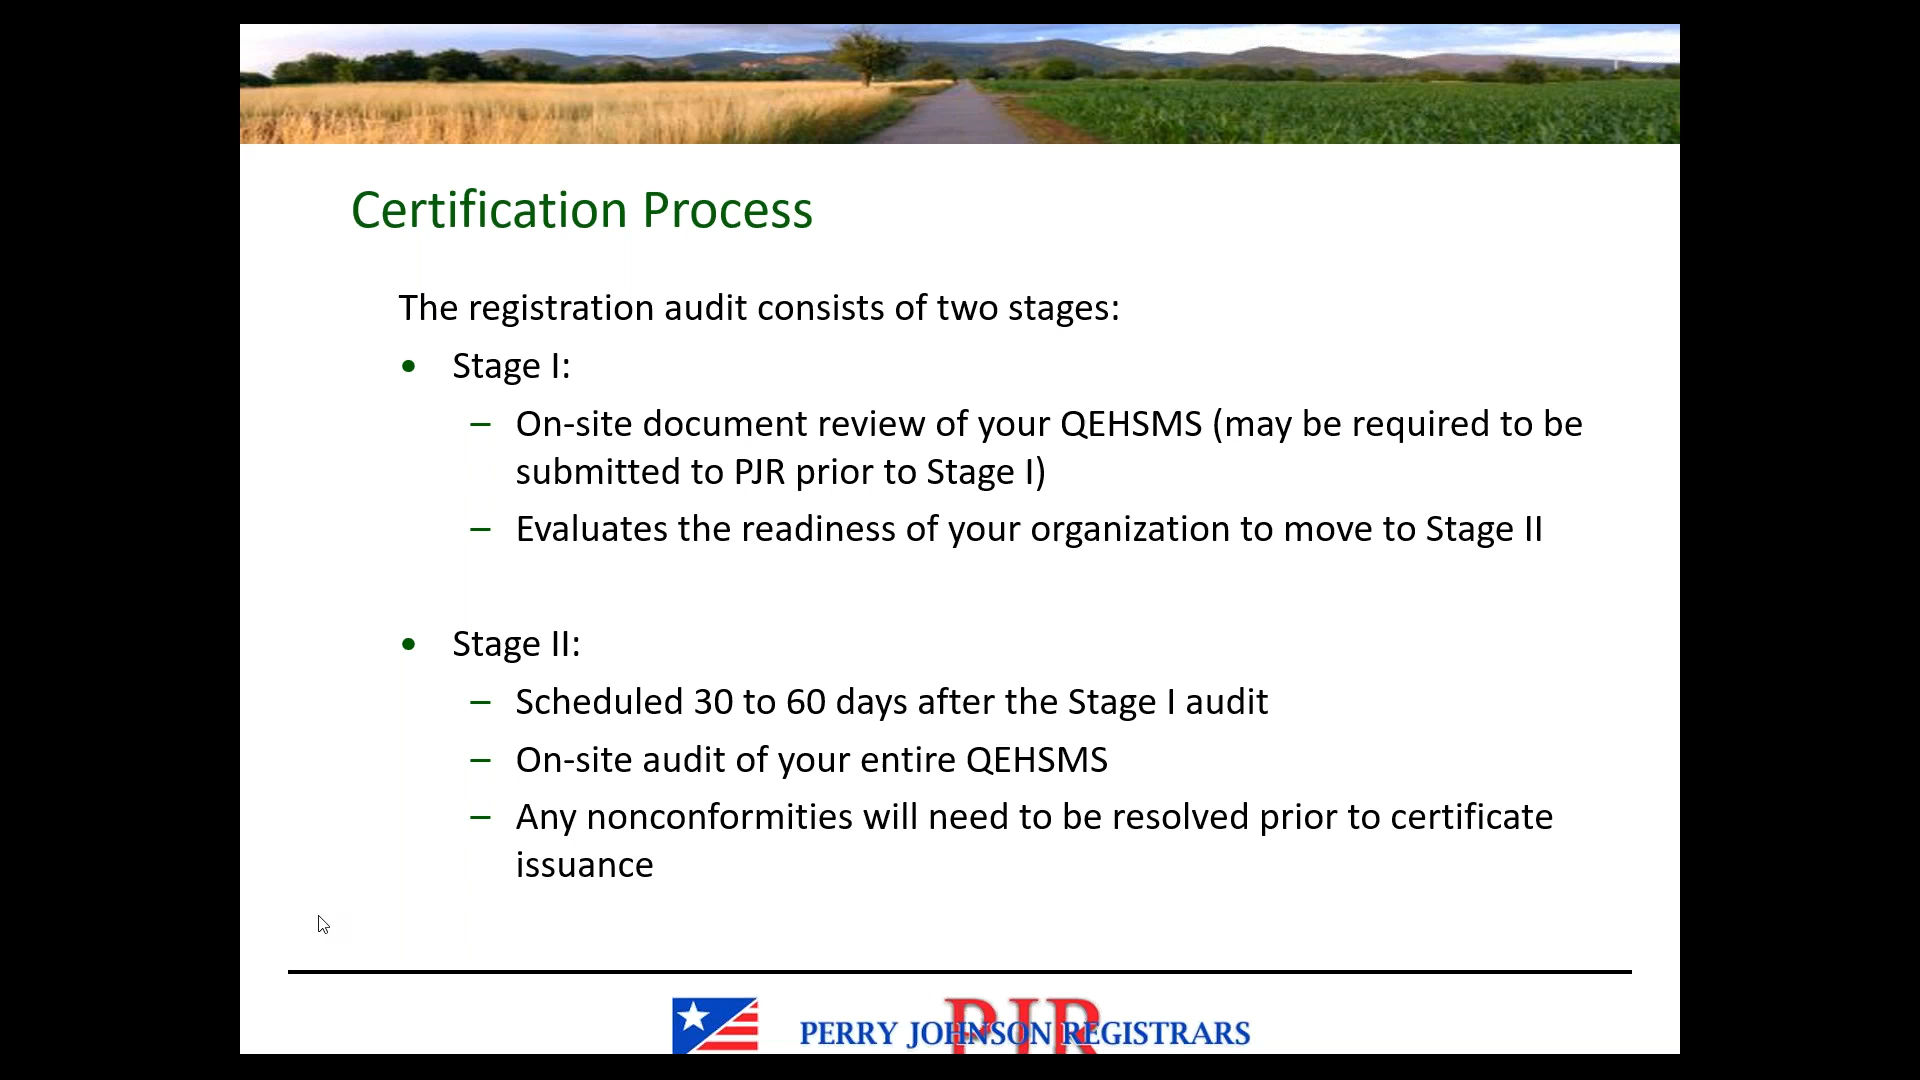 Certification Process
The registration audit consists of two stages:
• Stage I:
– On-site document review of your QEHSMS (may be required to be
submitted to PJR prior to Stage I)
– Evaluates the readiness of your organization to move to Stage II
• Stage II:
– Scheduled 30 to 60 days after the Stage I audit
– On-site audit of your entire QEHSMS
– Any nonconformities will need to be resolved prior to certificate
issuance
PJR
PERRY JOHNSON REGISTRARS